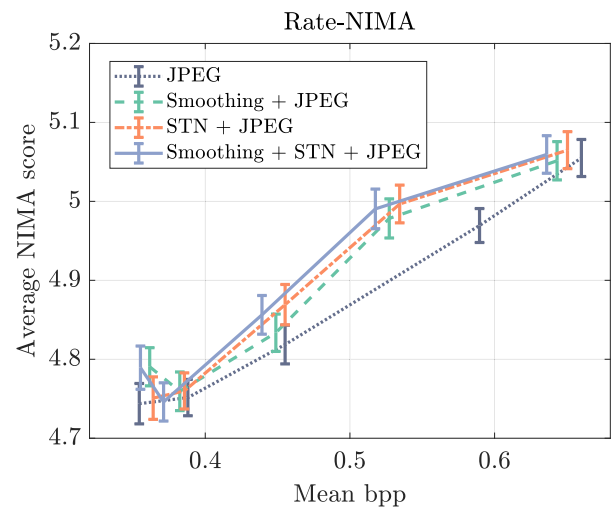 Rate-NIMA
5.2
JPEG
Smoothing + JPEG
STN + JPEG
Smoothing + STN + JPEG
5.1
5
4.9
4.8
4.7
Average NIMA score
0.4
0.5
0.6
Mean bpp